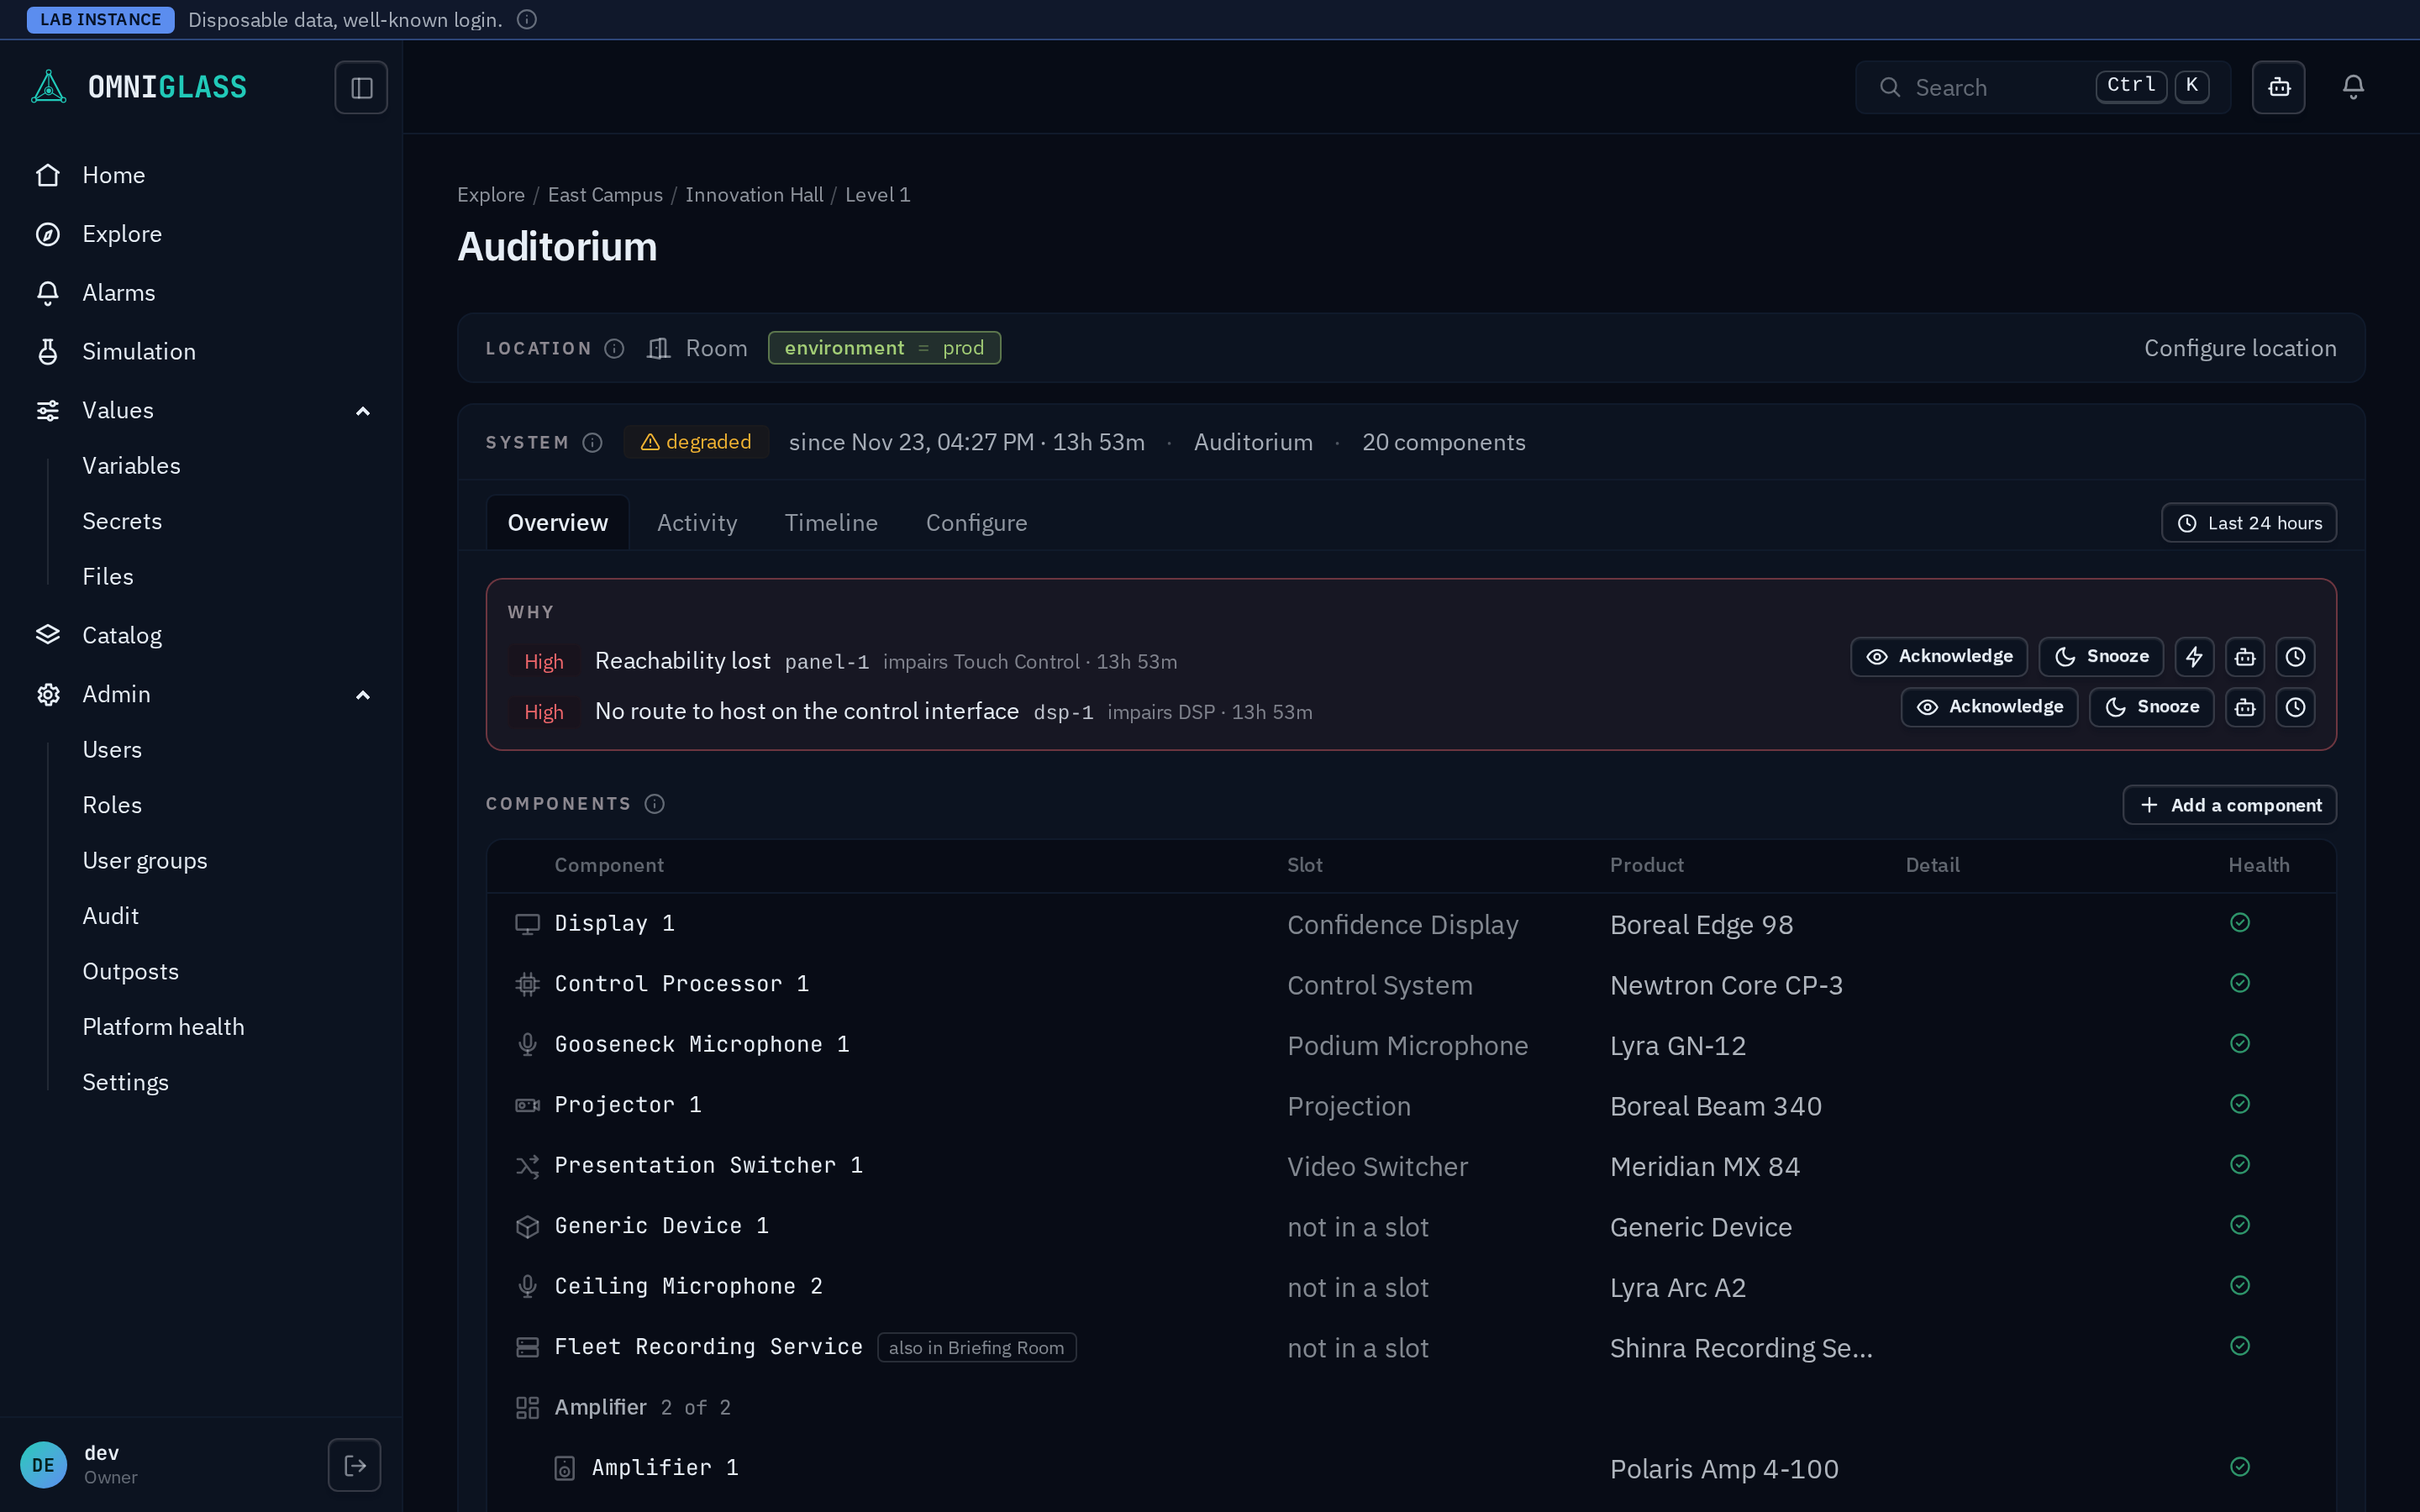 LAB INSTANCE Disposable data, well-known login.
OMNIGLASS
Search Ctrl K
Home
Explore
Alarms
Simulation
Values
Variables
Secrets
Files
Catalog
Admin
Users
Roles
User groups
Audit
Outposts
Platform health
Settings
DE dev
Owner
Explore / East Campus / Innovation Hall / Level 1
Auditorium
LOCATION Room environment = prod Configure location
SYSTEM degraded since Nov 23, 04:27 PM · 13h 53m · Auditorium · 20 components
Overview Activity Timeline Configure Last 24 hours
WHY
High Reachability lost panel-1 impairs Touch Control · 13h 53m Acknowledge Snooze
High No route to host on the control interface dsp-1 impairs DSP · 13h 53m Acknowledge Snooze
COMPONENTS Add a component
Component Slot Product Detail Health
Display 1 Confidence Display Boreal Edge 98
Control Processor 1 Control System Newtron Core CP-3
Gooseneck Microphone 1 Podium Microphone Lyra GN-12
Projector 1 Projection Boreal Beam 340
Presentation Switcher 1 Video Switcher Meridian MX 84
Generic Device 1 not in a slot Generic Device
Ceiling Microphone 2 not in a slot Lyra Arc A2
Fleet Recording Service also in Briefing Room not in a slot Shinra Recording Se...
Amplifier 2 of 2
Amplifier 1 Polaris Amp 4-100